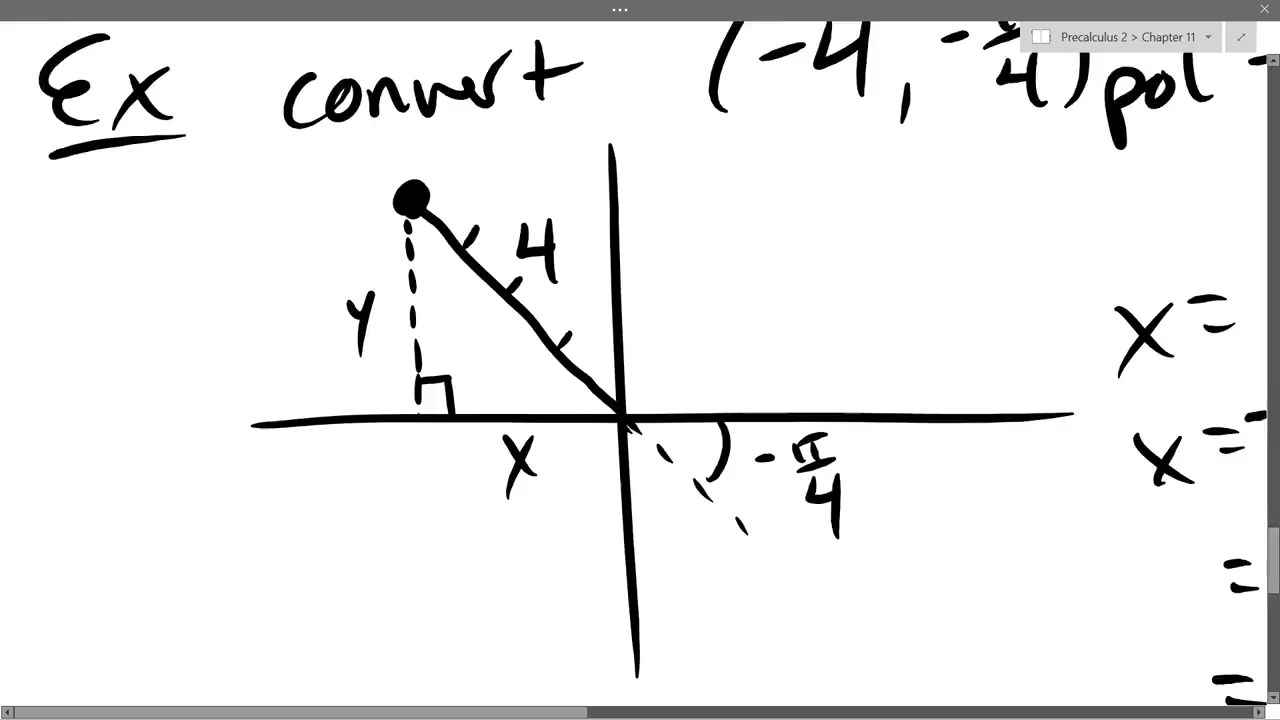 Precalculus 2 > Chapter 11
Ex convert (-4, -π/4)pol =
4
y
x = 
x
- π/4
x =
=
=